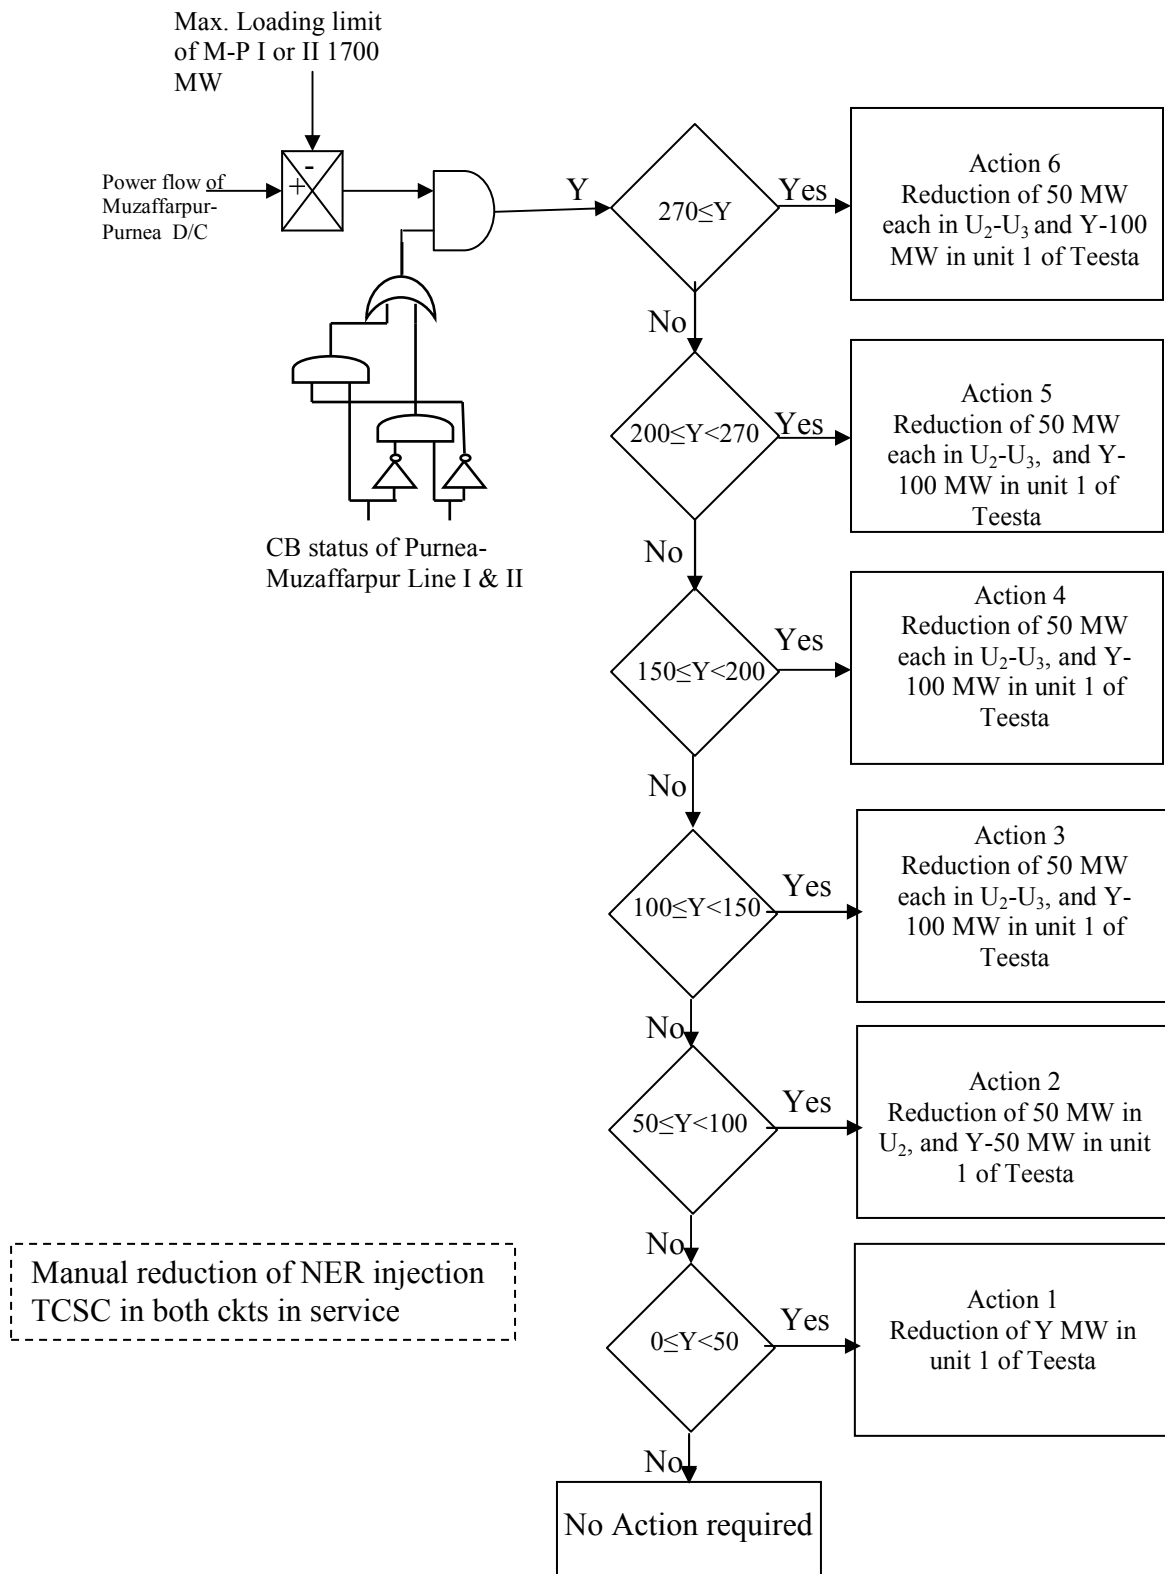 Max. Loading limit
of M-P I or II 1700
MW
-
+
Power flow of
Muzaffarpur-
Purnea D/C
Y
270≤Y
Yes
Action 6
Reduction of 50 MW
each in U₂-U₃ and Y-100
MW in unit 1 of Teesta
No
200≤Y<270
Yes
Action 5
Reduction of 50 MW
each in U₂-U₃, and Y-
100 MW in unit 1 of
Teesta
CB status of Purnea-
Muzaffarpur Line I & II
No
150≤Y<200
Yes
Action 4
Reduction of 50 MW
each in U₂-U₃, and Y-
100 MW in unit 1 of
Teesta
No
100≤Y<150
Yes
Action 3
Reduction of 50 MW
each in U₂-U₃, and Y-
100 MW in unit 1 of
Teesta
No
50≤Y<100
Yes
Action 2
Reduction of 50 MW in
U₂, and Y-50 MW in unit
1 of Teesta
No
Manual reduction of NER injection
TCSC in both ckts in service
0≤Y<50
Yes
Action 1
Reduction of Y MW in
unit 1 of Teesta
No
No Action required